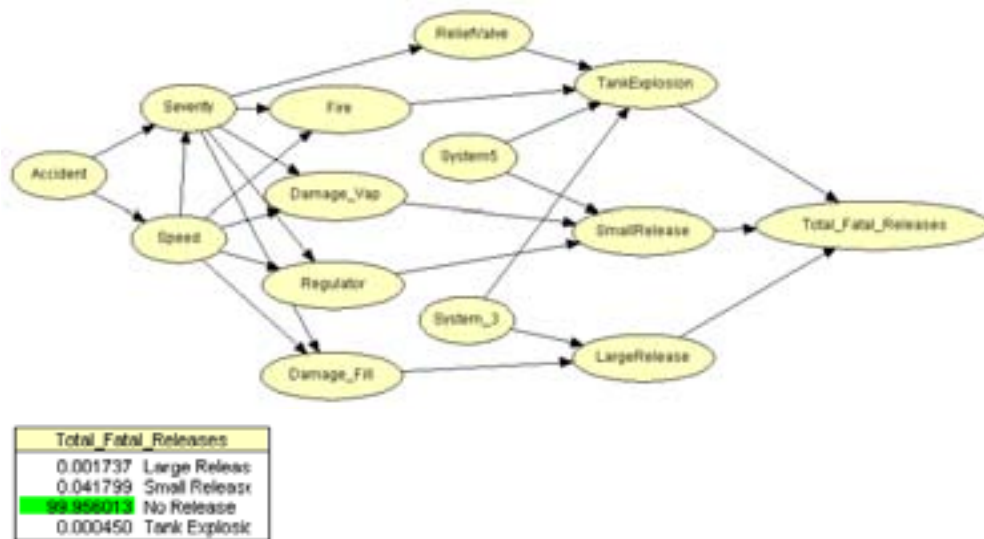 ReliefValve
TankExplosion
Severity
Fire
System5
Accident
Damage_Vap
Speed
SmallRelease
Total_Fatal_Releases
Regulator
System_3
LargeRelease
Damage_Fill
Total_Fatal_Releases
0.001737 Large Releas
0.041799 Small Release
99.956013 No Release
0.000450 Tank Explosic